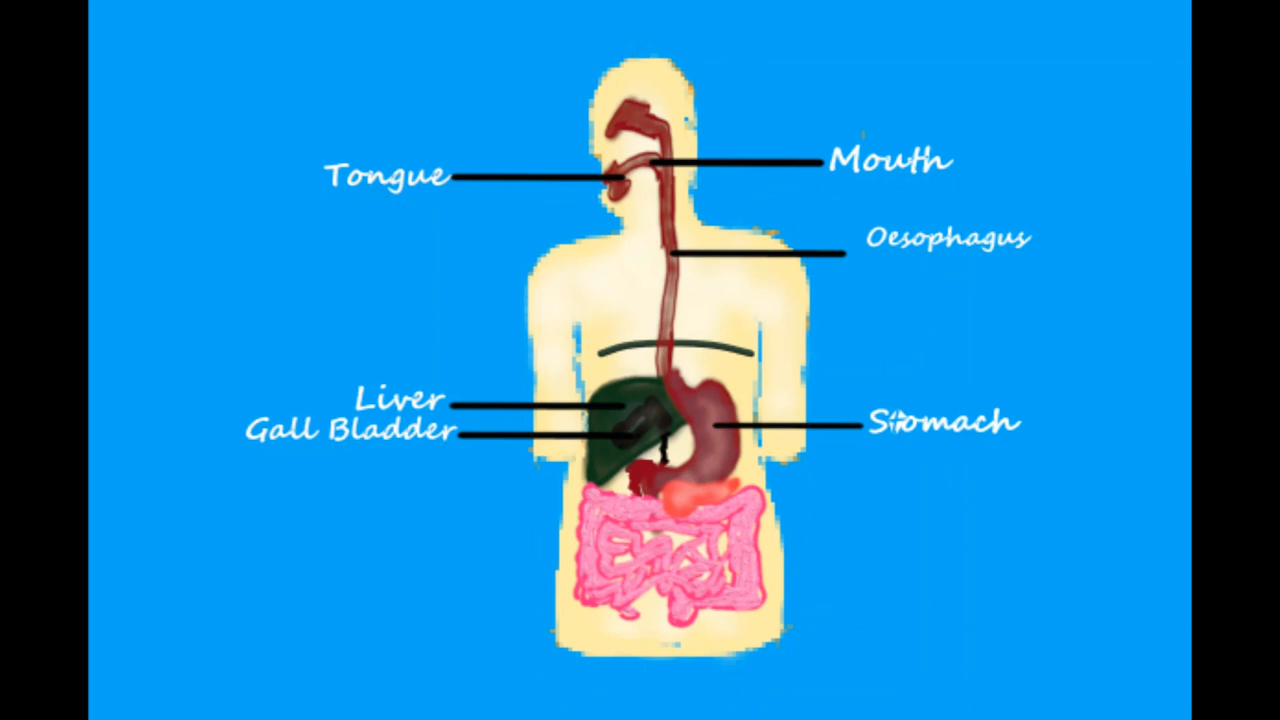 Mouth
Tongue
Oesophagus
Liver
Stomach
Gall Bladder